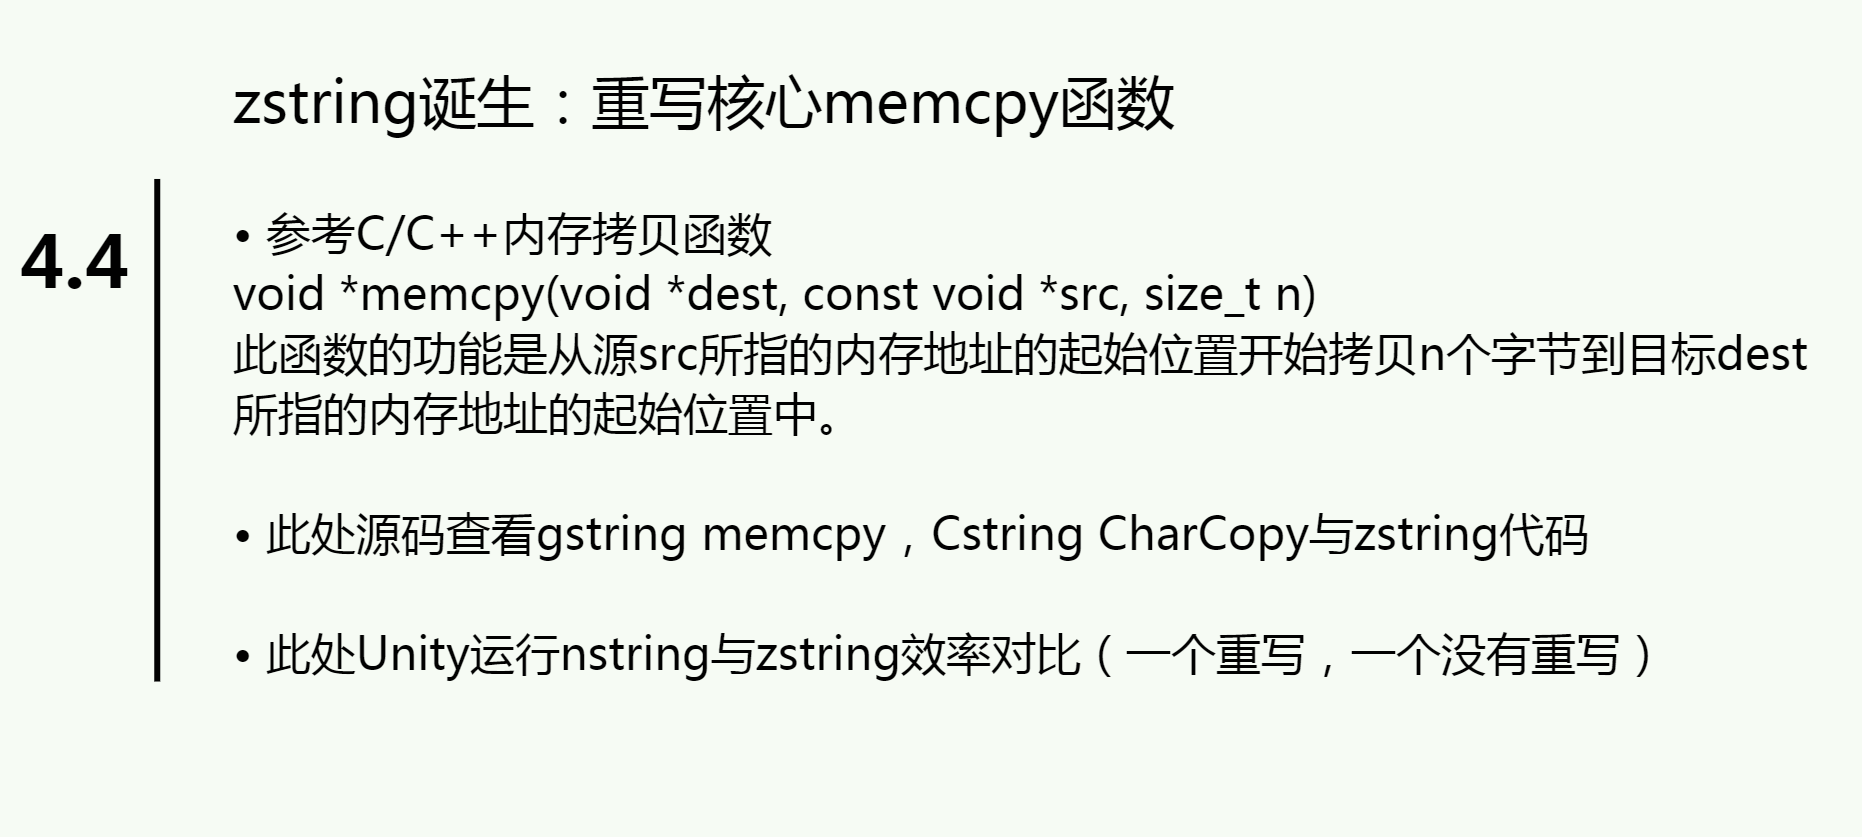 zstring诞生：重写核心memcpy函数
4.4
• 参考C/C++内存拷贝函数
void *memcpy(void *dest, const void *src, size_t n)
此函数的功能是从源src所指的内存地址的起始位置开始拷贝n个字节到目标dest
所指的内存地址的起始位置中。
• 此处源码查看gstring memcpy，Cstring CharCopy与zstring代码
• 此处Unity运行nstring与zstring效率对比（一个重写，一个没有重写）